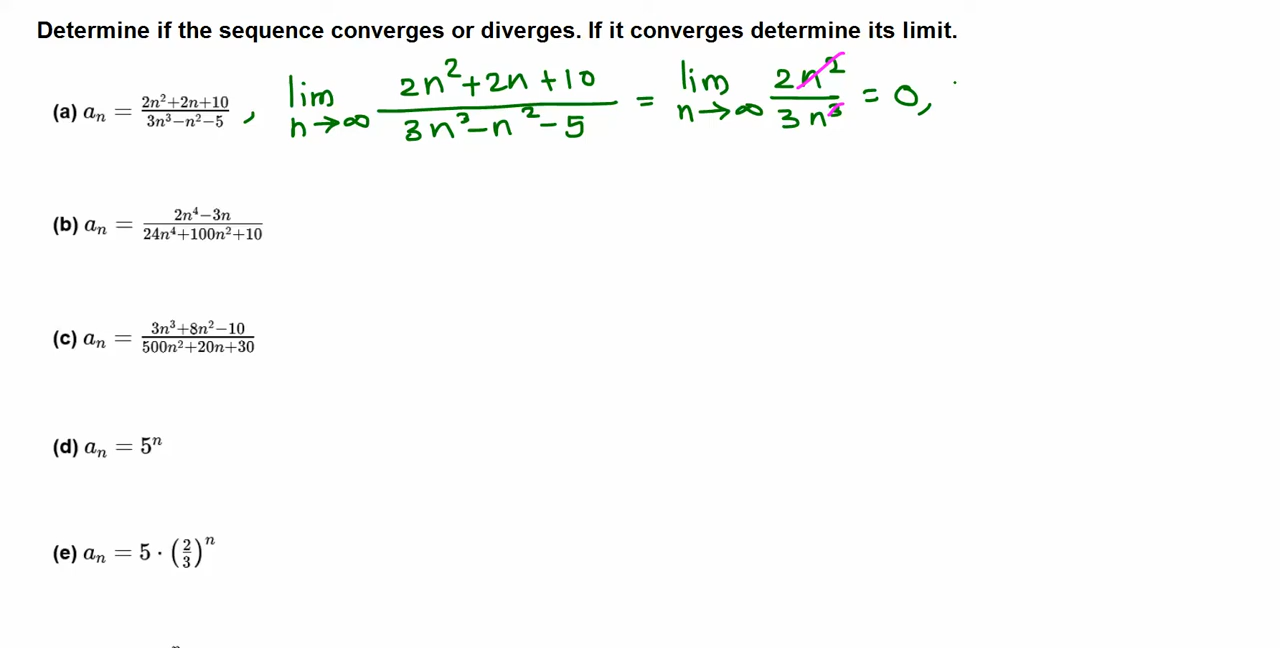 Determine if the sequence converges or diverges. If it converges determine its limit.
(a) aₙ = (2n²+2n+10)/(3n³−n²−5) , lim n→∞ (2n²+2n+10)/(3n³−n²−5) = lim n→∞ 2n²/3n³ = 0,
(b) aₙ = (2n⁴−3n)/(24n⁴+100n²+10)
(c) aₙ = (3n³+8n²−10)/(500n²+20n+30)
(d) aₙ = 5ⁿ
(e) aₙ = 5 · (2/3)ⁿ